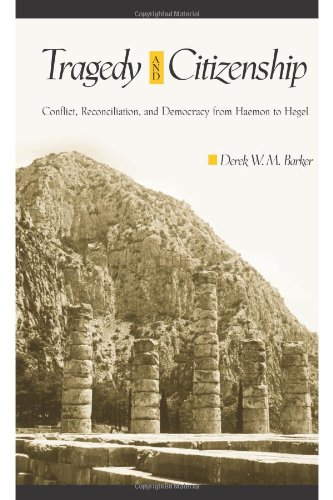 Tragedy AND Citizenship
Conflict, Reconciliation, and Democracy from Haemon to Hegel
Derek W. M. Barker